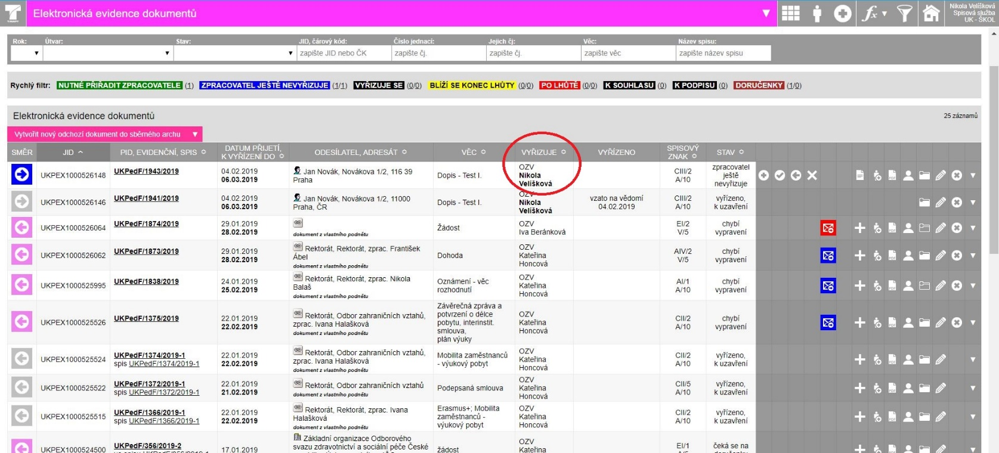 Elektronická evidence dokumentů
Nikola Velíšková
Spisová služba
UK - ŠKOL
Rok: Útvar: Stav: JID, čárový kód: Číslo jednací: Jejich čj: Věc: Název spisu:
zapište JID nebo ČK zapište čj. zapište čj. zapište věc zapište název spisu
Rychlý filtr: NUTNÉ PŘIŘADIT ZPRACOVATELE (1) ZPRACOVATEL JEŠTĚ NEVYŘIZUJE (1/1) VYŘIZUJE SE (0/0) BLÍŽÍ SE KONEC LHŮTY (0/0) PO LHŮTĚ (0/0) K SOUHLASU (0) K PODPISU (0) DORUČENKY (1/0)
Elektronická evidence dokumentů 25 záznamů
Vytvořit nový odchozí dokument do sběrného archu
SMĚR JID PID, EVIDENČNÍ, SPIS DATUM PŘIJETÍ, K VYŘÍZENÍ DO ODESÍLATEL, ADRESÁT VĚC VYŘIZUJE VYŘÍZENO SPISOVÝ ZNAK STAV
UKPEX1000526148 UKPedF/1943/2019 04.02.2019 06.03.2019 Jan Novák, Novákova 1/2, 116 39 Praha Dopis - Test I. OZV Nikola Velíšková CIII/2 A/10 zpracovatel ještě nevyřizuje
UKPEX1000526146 UKPedF/1941/2019 04.02.2019 06.03.2019 Jan Novák, Novákova 1/2, 11000 Praha, ČR Dopis - Test I. OZV Nikola Velíšková vzato na vědomí 04.02.2019 CIII/2 A/10 vyřízeno, k uzavření
UKPEX1000526064 UKPedF/1874/2019 29.01.2019 28.02.2019 dokument z vlastního podnětu Žádost OZV Iva Beránková EI/2 V/5 chybí vypravení
UKPEX1000526062 UKPedF/1873/2019 29.01.2019 28.02.2019 Rektorát, Rektorát, zprac. František Ábel dokument z vlastního podnětu Dohoda OZV Kateřina Honcová AIV/2 V/5 chybí vypravení
UKPEX1000525995 UKPedF/1838/2019 24.01.2019 25.02.2019 Rektorát, Rektorát, zprac. Nikola Balaš dokument z vlastního podnětu Oznámení - věc rozhodnutí OZV Kateřina Honcová AI/1 A/10 chybí vypravení
UKPEX1000525526 UKPedF/1375/2019 22.01.2019 22.02.2019 Rektorát, Odbor zahraničních vztahů, zprac. Ivana Halašková dokument z vlastního podnětu Závěrečná zpráva a potvrzení o délce pobytu, interinstit. smlouva, plán výuky OZV Kateřina Honcová CII/2 A/10 chybí vypravení
UKPEX1000525524 UKPedF/1374/2019-1 spis UKPedF/1374/2019-1 22.01.2019 22.02.2019 Rektorát, Odbor zahraničních vztahů, zprac. Ivana Halašková dokument z vlastního podnětu Mobilita zaměstnanců - výukový pobyt OZV Kateřina Honcová CII/2 A/10 vyřízeno, k uzavření
UKPEX1000525522 UKPedF/1372/2019-1 spis UKPedF/1372/2019-1 22.01.2019 21.02.2019 Rektorát, Odbor zahraničních vztahů dokument z vlastního podnětu Podepsaná smlouva OZV Kateřina Honcová CII/5 A/10 vyřízeno, k uzavření
UKPEX1000525515 UKPedF/1366/2019-1 spis UKPedF/1366/2019-1 22.01.2019 22.02.2019 Rektorát, Rektorát, zprac. Ivana Halašková dokument z vlastního podnětu Erasmus+; Mobilita zaměstnanců - výukový pobyt OZV Kateřina Honcová CII/2 A/10 vyřízeno, k uzavření
UKPEX1000524500 UKPedF/356/2019-2 17.01.2019 Základní organizace Odborového svazu zdravotnictví a sociální péče České žádost OZV Kateřina EI/1 čeká se na